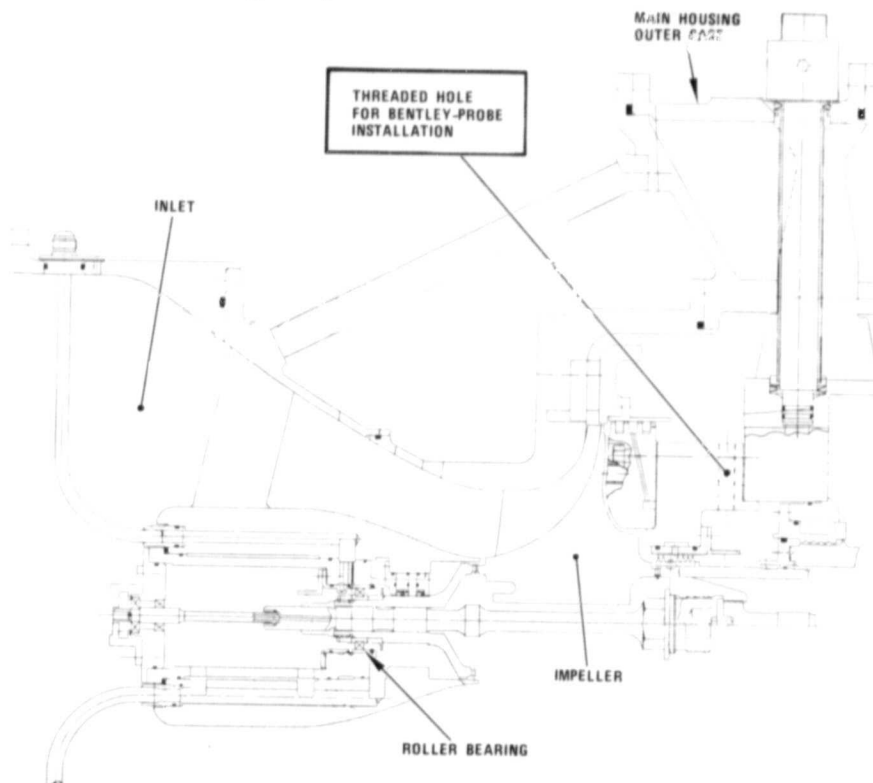 MAIN HOUSING
OUTER
THREADED HOLE
FOR BENTLEY-PROBE
INSTALLATION
INLET
IMPELLER
ROLLER BEARING